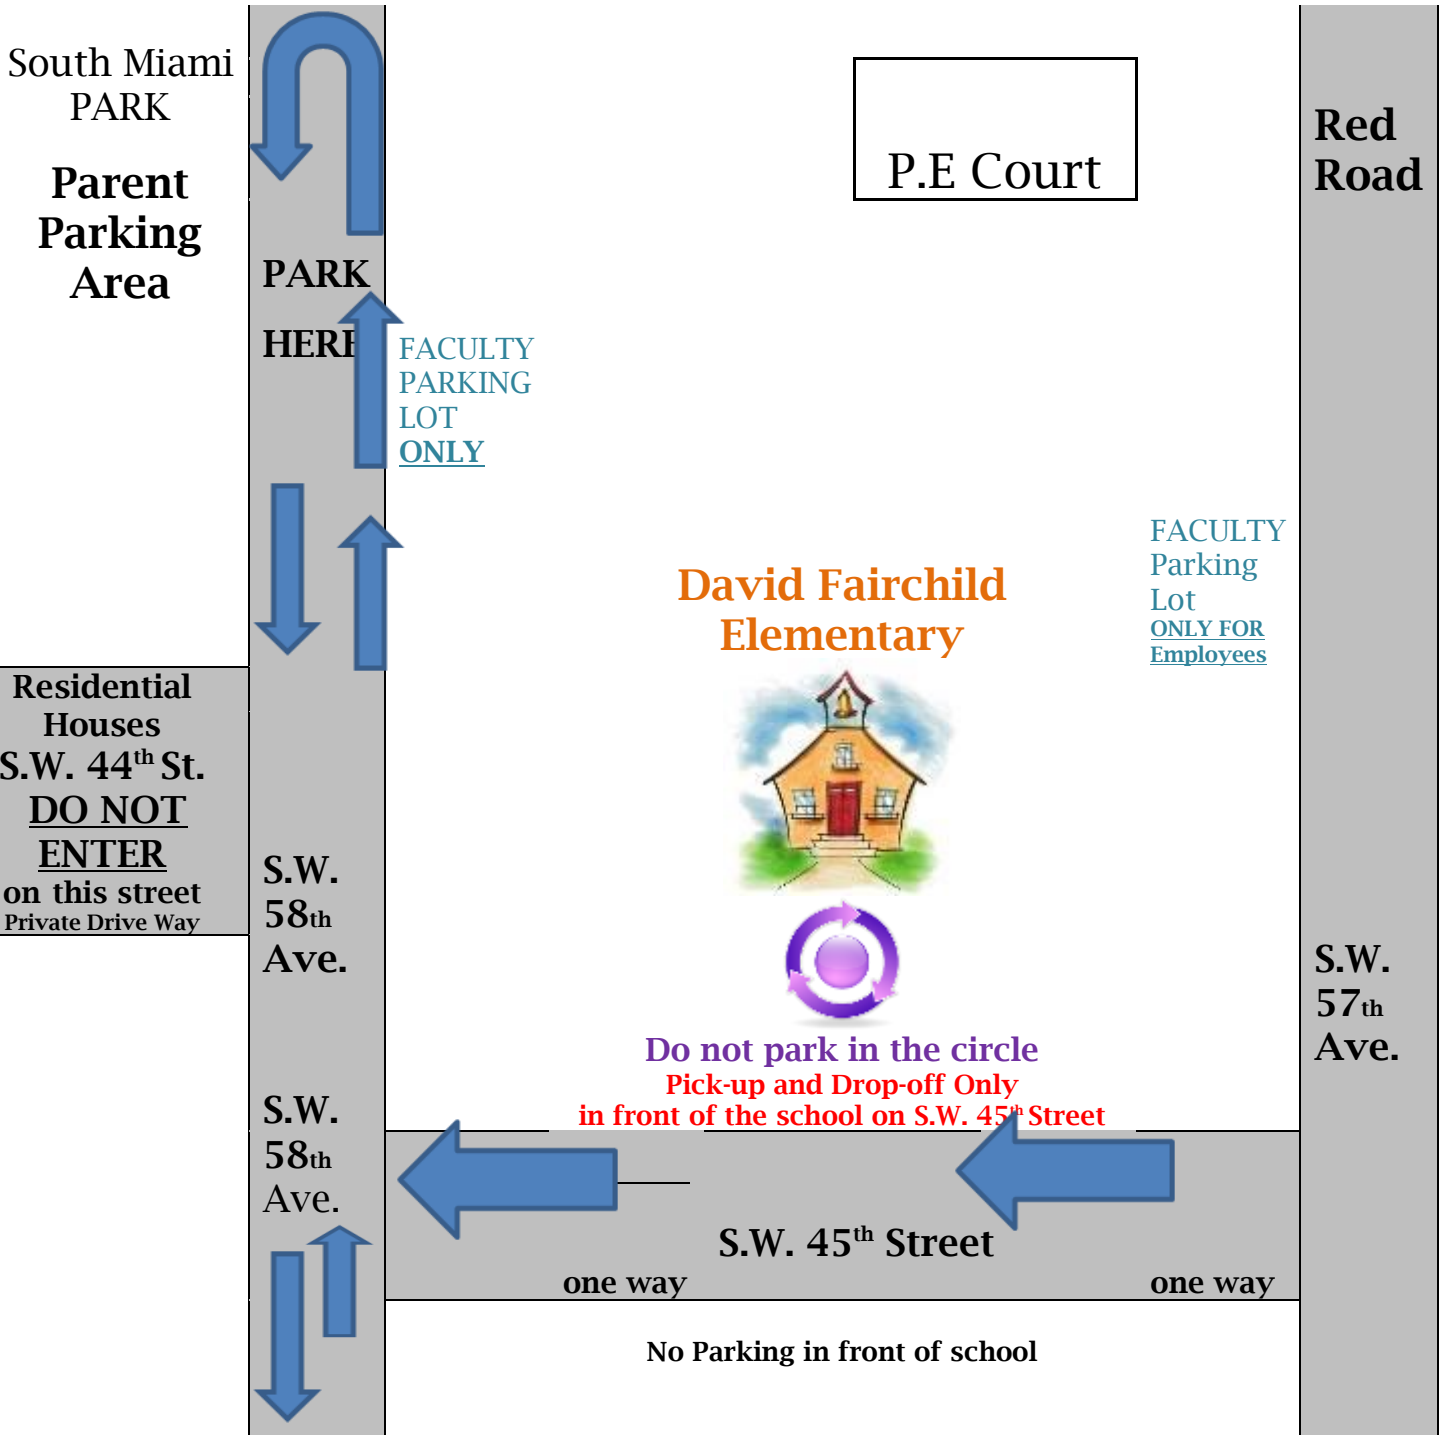 South Miami
PARK
Parent
Parking
Area
PARK
HERE
FACULTY
PARKING
LOT
ONLY
P.E Court
Red
Road
FACULTY
Parking
Lot
ONLY FOR
Employees
David Fairchild
Elementary
Residential
Houses
S.W. 44th St.
DO NOT
ENTER
on this street
Private Drive Way
S.W.
58th
Ave.
S.W.
57th
Ave.
Do not park in the circle
Pick-up and Drop-off Only
in front of the school on S.W. 45th Street
S.W.
58th
Ave.
S.W. 45th Street
one way
one way
No Parking in front of school